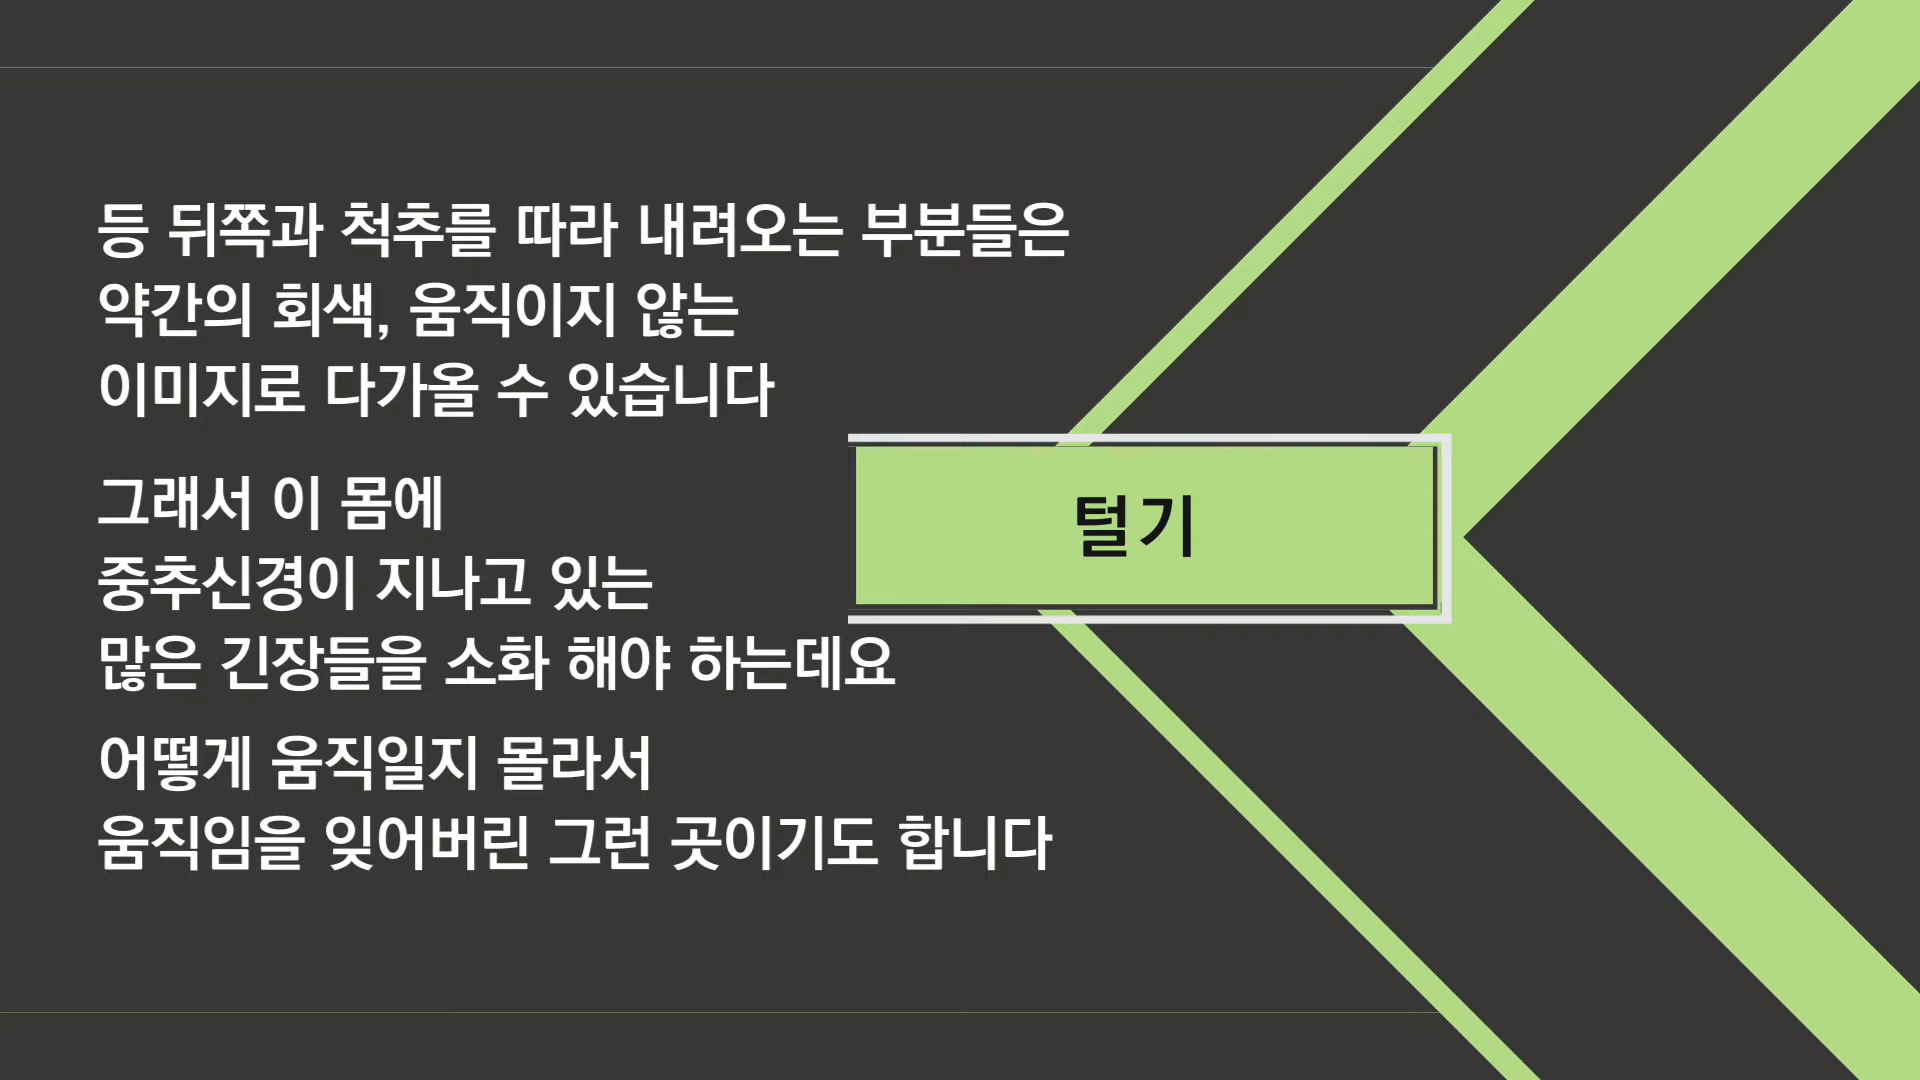 등 뒤쪽과 척추를 따라 내려오는 부분들은
약간의 회색, 움직이지 않는
이미지로 다가올 수 있습니다
그래서 이 몸에
중추신경이 지나고 있는
많은 긴장들을 소화 해야 하는데요
어떻게 움직일지 몰라서
움직임을 잊어버린 그런 곳이기도 합니다
털기